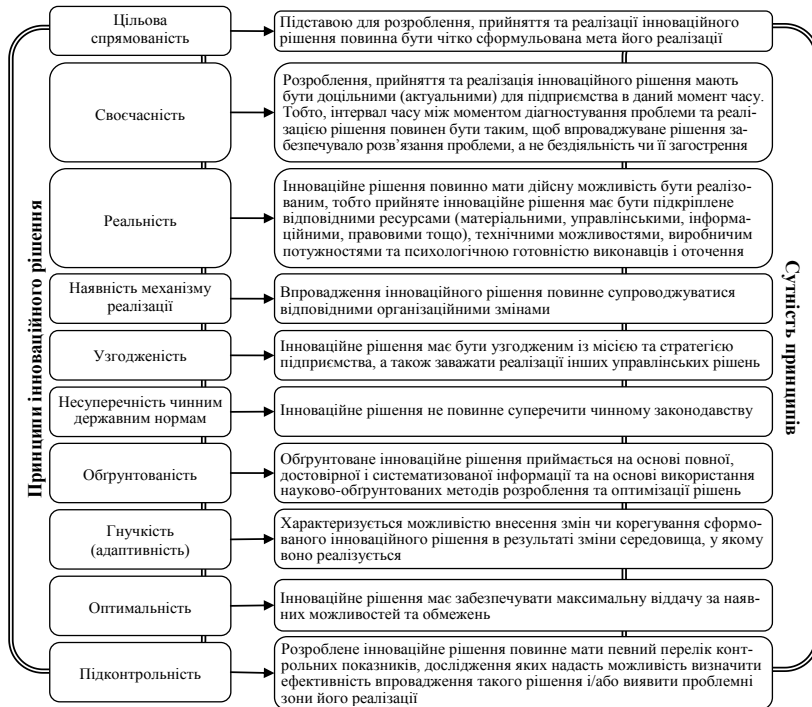 Принципи інноваційного рішення
Сутність принципів
Цільова
спрямованість
Підставою для розроблення, прийняття та реалізації інноваційного
рішення повинна бути чітко сформульована мета його реалізації
Своєчасність
Розроблення, прийняття та реалізація інноваційного рішення мають
бути доцільними (актуальними) для підприємства в даний момент часу.
Тобто, інтервал часу між моментом діагностування проблеми та реалі-
зацією рішення повинен бути таким, щоб впроваджуване рішення за-
безпечувало розв’язання проблеми, а не бездіяльність чи її загострення
Реальність
Інноваційне рішення повинно мати дійсну можливість бути реалізо-
ваним, тобто прийняте інноваційне рішення має бути підкріплене
відповідними ресурсами (матеріальними, управлінськими, інформа-
ційними, правовими тощо), технічними можливостями, виробничим
потужностями та психологічною готовністю виконавців і оточення
Наявність механізму
реалізації
Впровадження інноваційного рішення повинне супроводжуватися
відповідними організаційними змінами
Узгодженість
Інноваційне рішення має бути узгодженим із місією та стратегією
підприємства, а також заважати реалізації інших управлінських рішень
Несуперечність чинним
державним нормам
Інноваційне рішення не повинне суперечити чинному законодавству
Обґрунтованість
Обґрунтоване інноваційне рішення приймається на основі повної,
достовірної і систематизованої інформації та на основі використання
науково-обґрунтованих методів розроблення та оптимізації рішень
Гнучкість
(адаптивність)
Характеризується можливістю внесення змін чи корегування сформо-
ваного інноваційного рішення в результаті зміни середовища, у якому
воно реалізується
Оптимальність
Інноваційне рішення має забезпечувати максимальну віддачу за наяв-
них можливостей та обмежень
Підконтрольність
Розроблене інноваційне рішення повинне мати певний перелік конт-
рольних показників, дослідження яких надасть можливість визначити
ефективність впровадження такого рішення і/або виявити проблемні
зони його реалізації